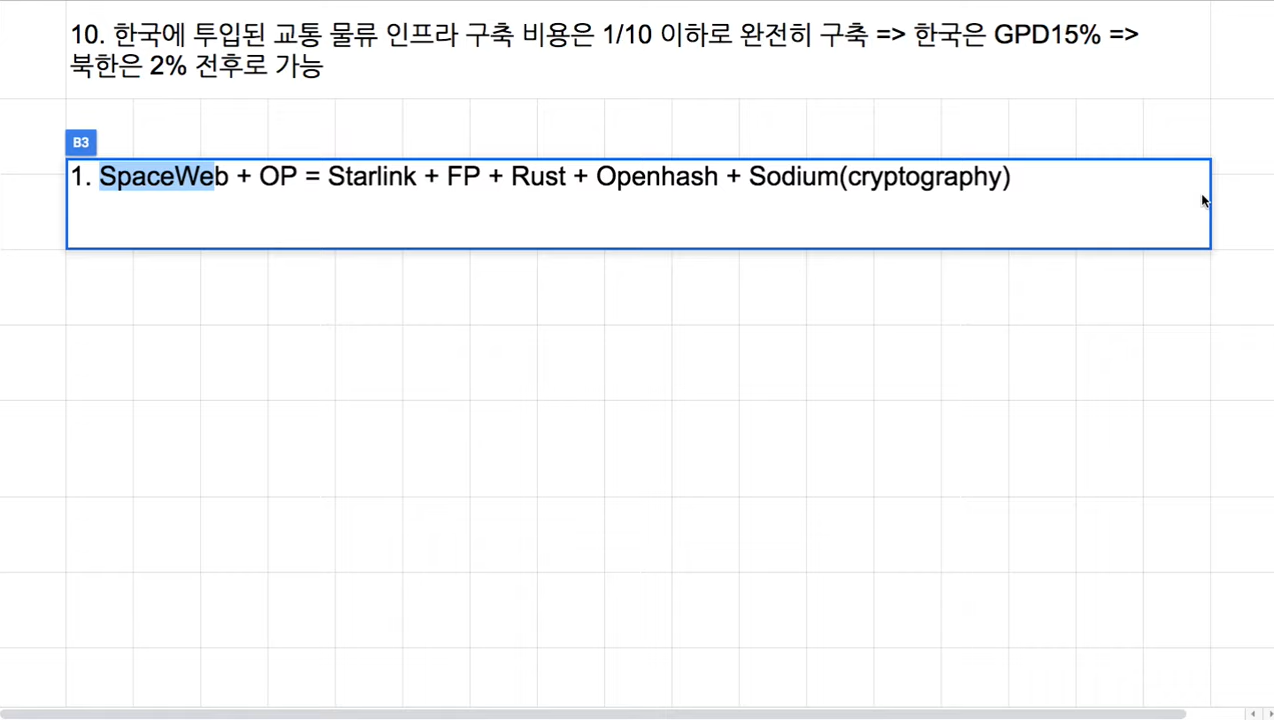 10. 한국에 투입된 교통 물류 인프라 구축 비용은 1/10 이하로 완전히 구축 => 한국은 GPD15% =>
북한은 2% 전후로 가능
B3
1. SpaceWeb + OP = Starlink + FP + Rust + Openhash + Sodium(cryptography)